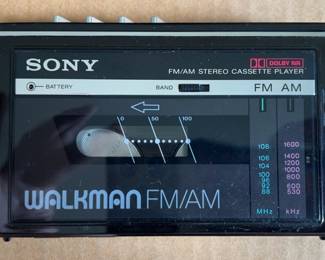 SONY
DOLBY NR
FM/AM STEREO CASSETTE PLAYER
BATTERY
BAND
FM AM
0 50 100
108 1600
106 1400
104 1200
1000
100 800
96
92 600
88 530
MHz kHz
WALKMAN FM/AM